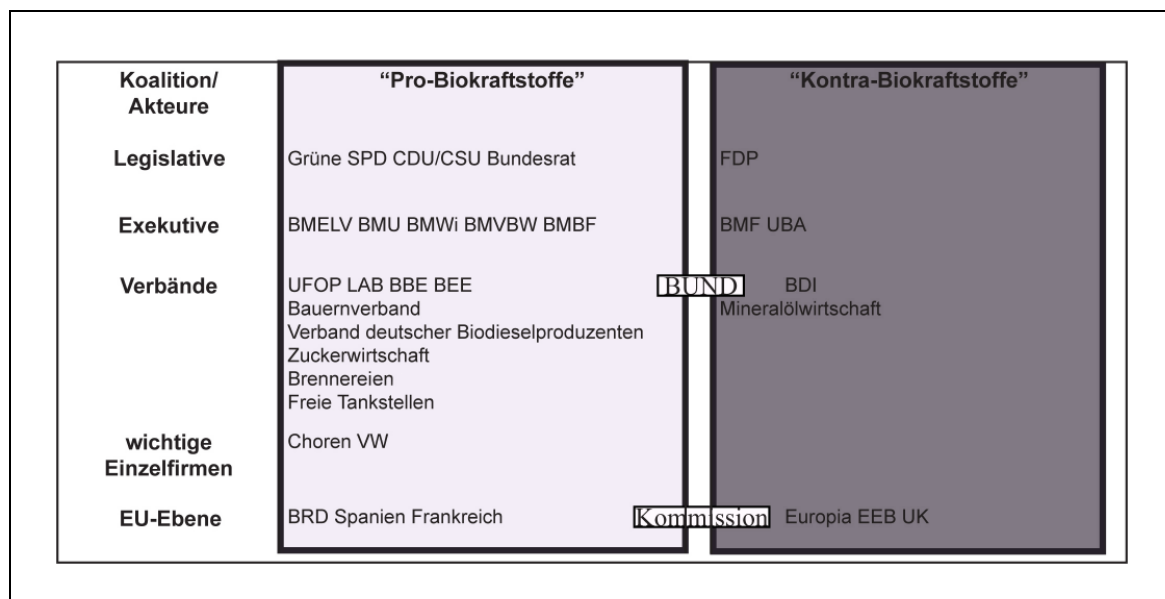 Koalition/ “Pro-Biokraftstoffe” “Kontra-Biokraftstoffe”
Akteure
Legislative Grüne SPD CDU/CSU Bundesrat FDP
Exekutive BMELV BMU BMWi BMVBW BMBF BMF UBA
Verbände UFOP LAB BBE BEE BUND BDI
Bauernverband Mineralölwirtschaft
Verband deutscher Biodieselproduzenten
Zuckerwirtschaft
Brennereien
Freie Tankstellen
wichtige Choren VW
Einzelfirmen
EU-Ebene BRD Spanien Frankreich Kommission Europia EEB UK